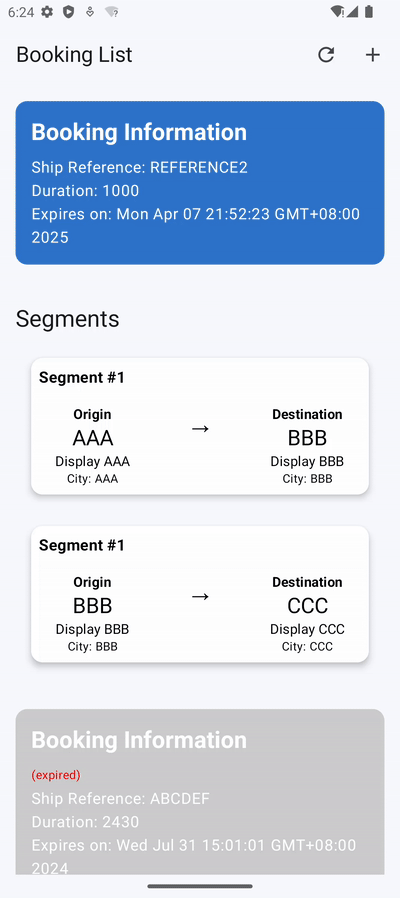 6:24
Booking List
Booking Information
Ship Reference: REFERENCE2
Duration: 1000
Expires on: Mon Apr 07 21:52:23 GMT+08:00
2025
Segments
Segment #1
Origin
Destination
AAA
→
BBB
Display AAA
Display BBB
City: AAA
City: BBB
Segment #1
Origin
Destination
BBB
→
CCC
Display BBB
Display CCC
City: BBB
City: CCC
Booking Information
(expired)
Ship Reference: ABCDEF
Duration: 2430
Expires on: Wed Jul 31 15:01:01 GMT+08:00
2024